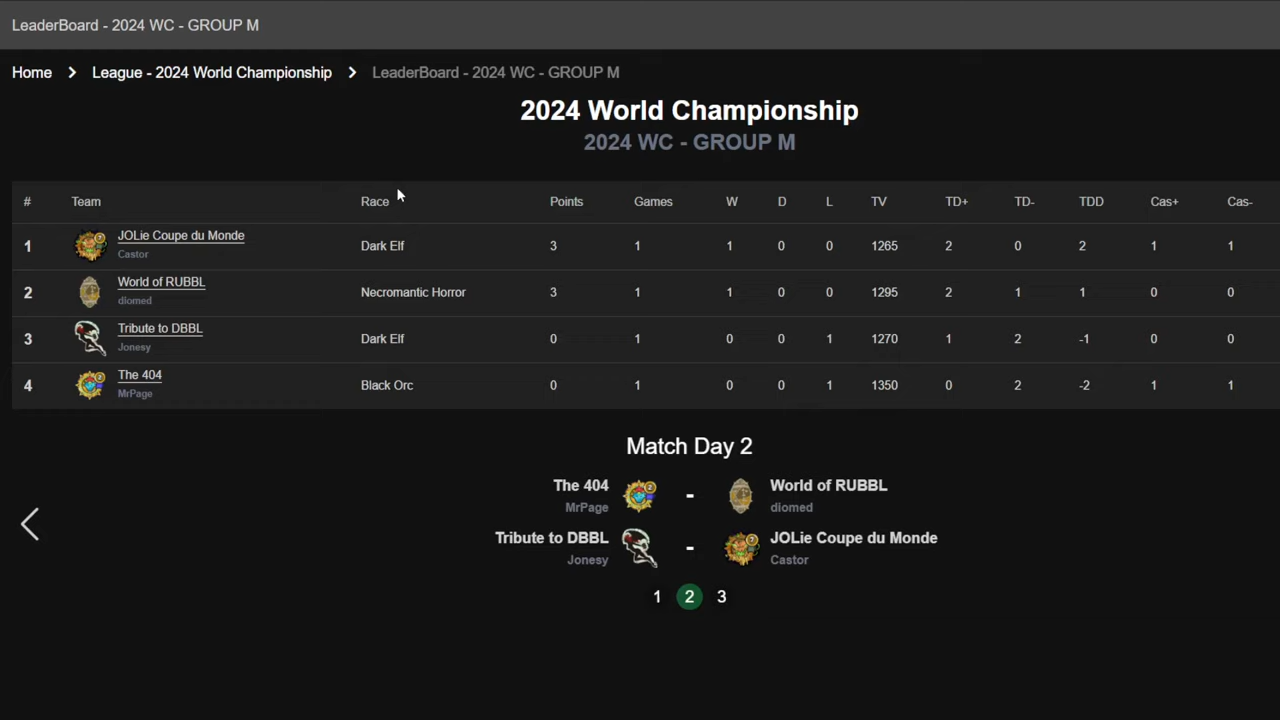 LeaderBoard - 2024 WC - GROUP M
Home > League - 2024 World Championship > LeaderBoard - 2024 WC - GROUP M
2024 World Championship
2024 WC - GROUP M
# Team Race Points Games W D L TV TD+ TD- TDD Cas+ Cas-
1 JOLie Coupe du Monde Dark Elf 3 1 1 0 0 1265 2 0 2 1 1
Castor
2 World of RUBBL Necromantic Horror 3 1 1 0 0 1295 2 1 1 0 0
diomed
3 Tribute to DBBL Dark Elf 0 1 0 0 1 1270 1 2 -1 0 0
Jonesy
4 The 404 Black Orc 0 1 0 0 1 1350 0 2 -2 1 1
MrPage
Match Day 2
The 404 - World of RUBBL
MrPage diomed
Tribute to DBBL - JOLie Coupe du Monde
Jonesy Castor
1 2 3